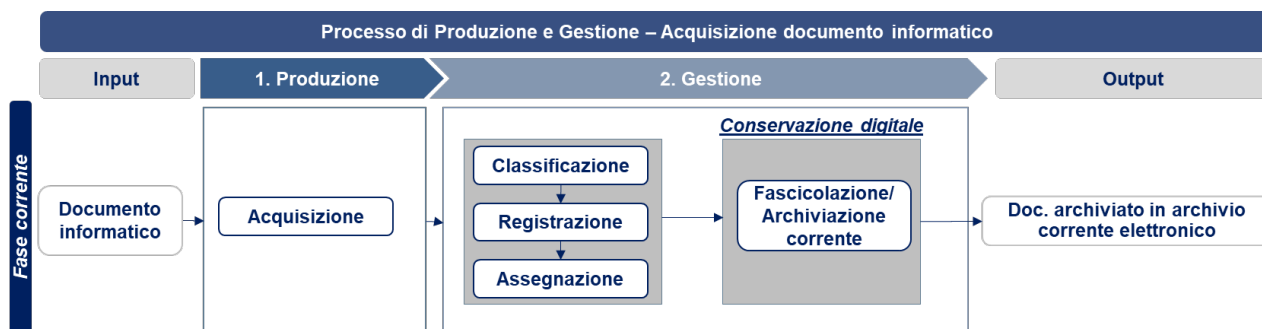 Processo di Produzione e Gestione – Acquisizione documento informatico
Input
1. Produzione
2. Gestione
Output
Fase corrente
Documento
informatico
Acquisizione
Classificazione
Registrazione
Assegnazione
Conservazione digitale
Fascicolazione/
Archiviazione
corrente
Doc. archiviato in archivio
corrente elettronico